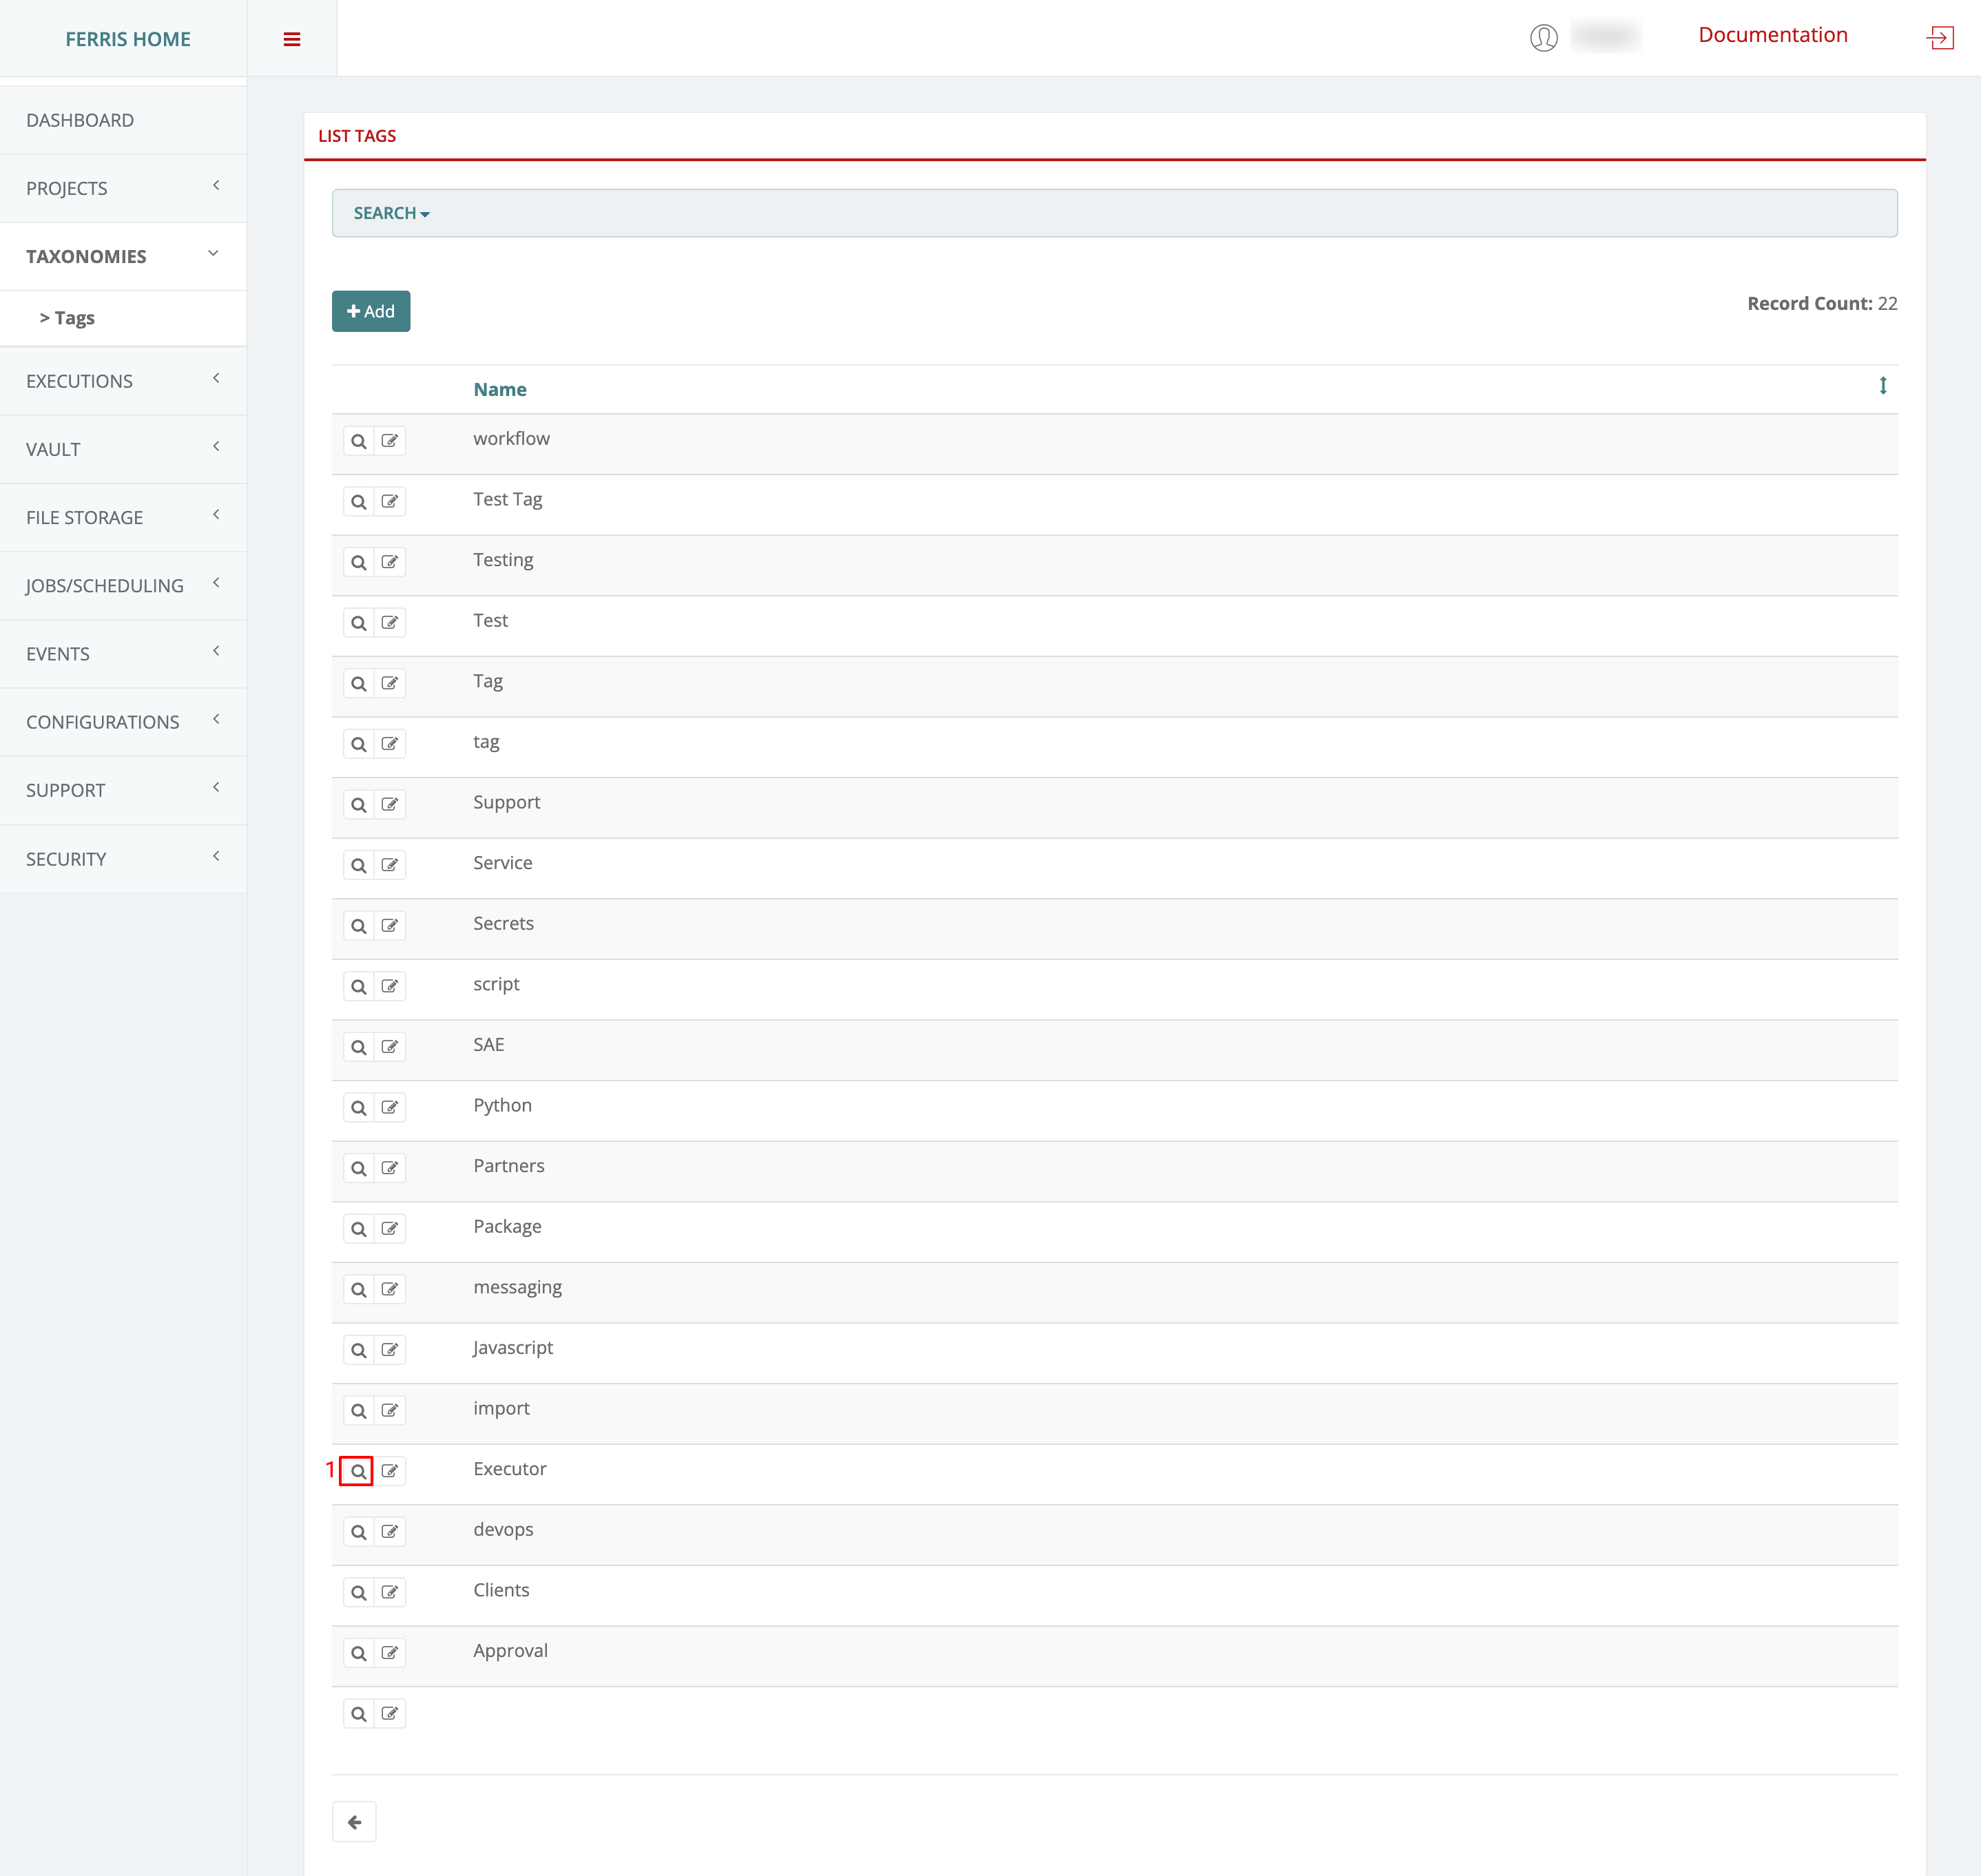 FERRIS HOME
Documentation
DASHBOARD
PROJECTS
TAXONOMIES
> Tags
EXECUTIONS
VAULT
FILE STORAGE
JOBS/SCHEDULING
EVENTS
CONFIGURATIONS
SUPPORT
SECURITY
LIST TAGS
SEARCH
Add
Record Count: 22
Name
workflow
Test Tag
Testing
Test
Tag
tag
Support
Service
Secrets
script
SAE
Python
Partners
Package
messaging
Javascript
import
1 Executor
devops
Clients
Approval